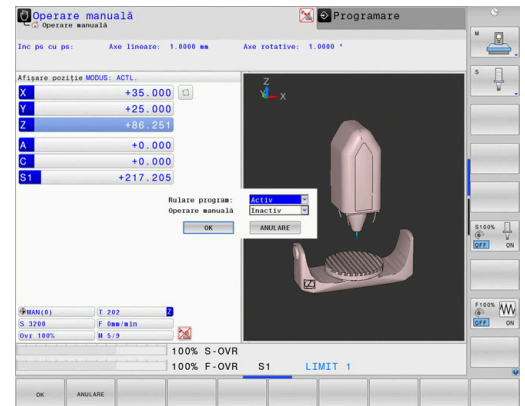 Operare manuală
Operare manuală
Programare
Inc ps cu ps: Axe lineare: 1.0000 mm Axe rotative: 1.0000 °
Afişare poziţie MODUS: ACTL.
X +35.000
Y +25.000
Z +86.251
A +0.000
C +0.000
S1 +217.205
Z
Y X
Rulare program: Activ
Operare manuală Inactiv
OK ANULARE
MAN(0) T 202 Z
S 3200 F 0mm/min
Ovr 100% M 5/9
100% S-OVR
100% F-OVR S1 LIMIT 1
M
S
S100%
OFF ON
F100%
OFF ON
OK ANULARE